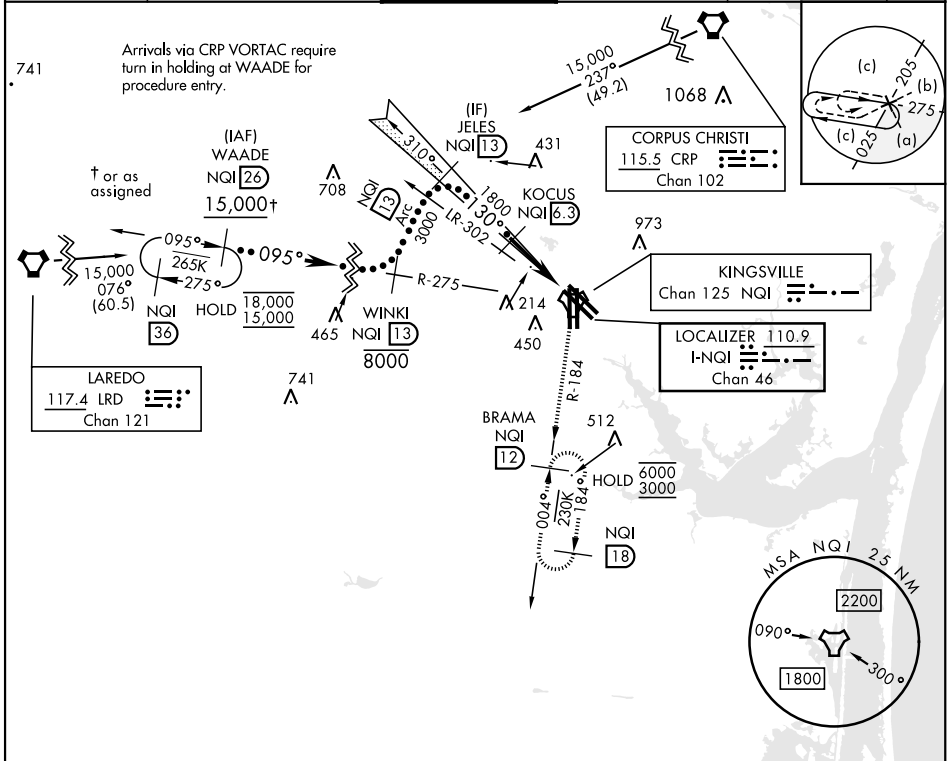 741
Arrivals via CRP VORTAC require
turn in holding at WAADE for
procedure entry.
15,000
237°
(49.2)
1068
(c)
205
(b)
275
(a)
(c)
025
CORPUS CHRISTI
115.5 CRP
Chan 102
(IF)
JELES
NQI 13
431
310°
(IAF)
WAADE
NQI 26
15,000†
† or as
assigned
708
NQI
13
Arc
3000
1800
130°
LR-302
KOCUS
NQI 6.3
973
095°
265K
275°
095°
15,000
076°
(60.5)
NQI
36
HOLD
18,000
15,000
R-275
465
WINKI
NQI 13
8000
214
450
KINGSVILLE
Chan 125 NQI
LOCALIZER 110.9
I-NQI
Chan 46
LAREDO
117.4 LRD
Chan 121
741
R-184
BRAMA
NQI
12
512
HOLD
6000
3000
004°
230K
184°
NQI
18
MSA NQI 25 NM
2200
090°
1800
300°